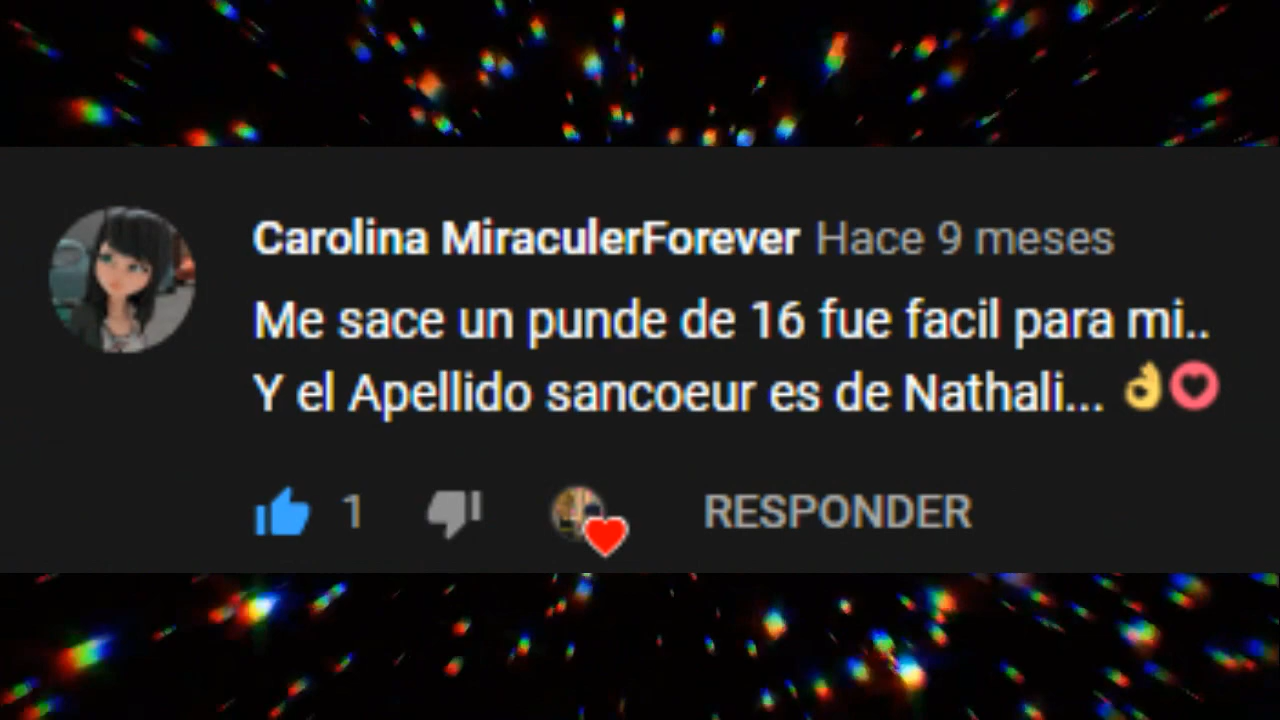 Carolina MiraculerForever Hace 9 meses
Me sace un punde de 16 fue facil para mi..
Y el Apellido sancoeur es de Nathali... 👌💟
1 RESPONDER